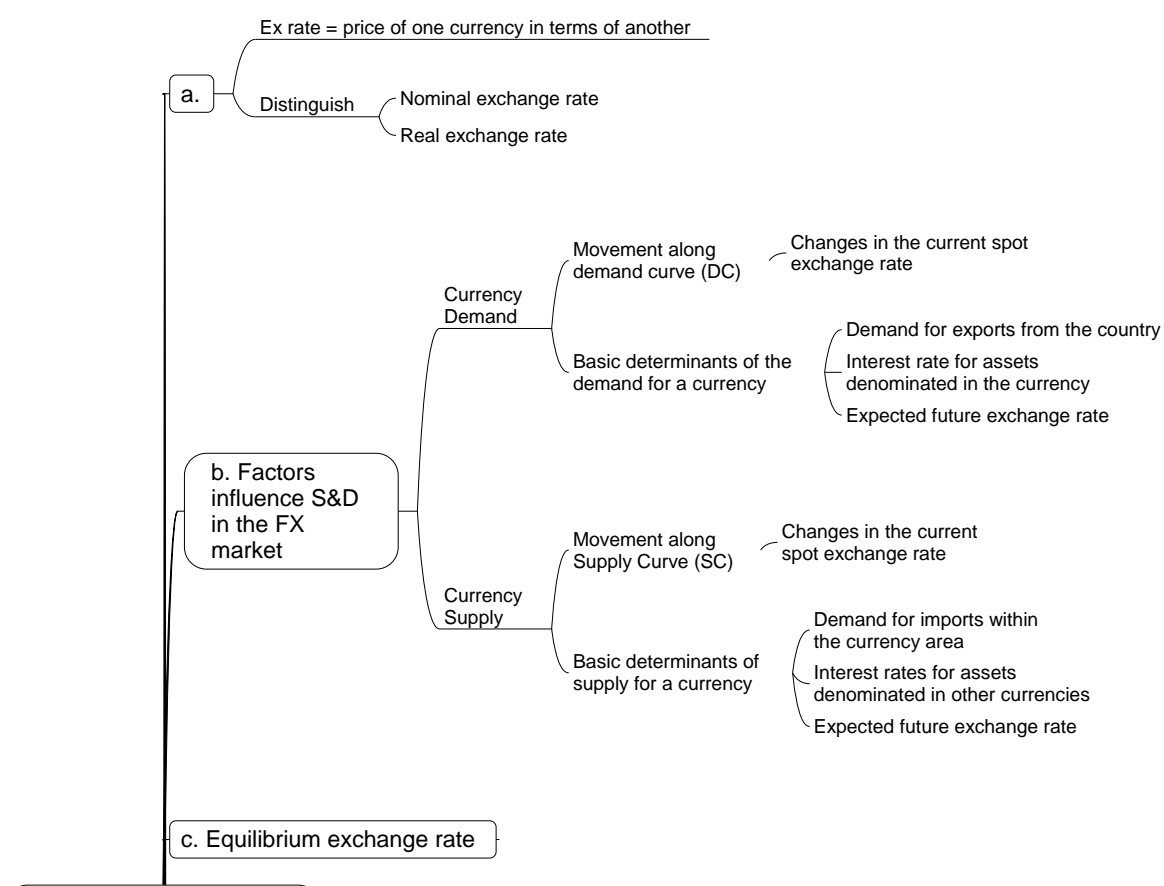 Ex rate = price of one currency in terms of another
a.
Distinguish
Nominal exchange rate
Real exchange rate
b. Factors
influence S&D
in the FX
market
Currency
Demand
Movement along
demand curve (DC)
Changes in the current spot
exchange rate
Basic determinants of the
demand for a currency
Demand for exports from the country
Interest rate for assets
denominated in the currency
Expected future exchange rate
Currency
Supply
Movement along
Supply Curve (SC)
Changes in the current
spot exchange rate
Basic determinants of
supply for a currency
Demand for imports within
the currency area
Interest rates for assets
denominated in other currencies
Expected future exchange rate
c. Equilibrium exchange rate